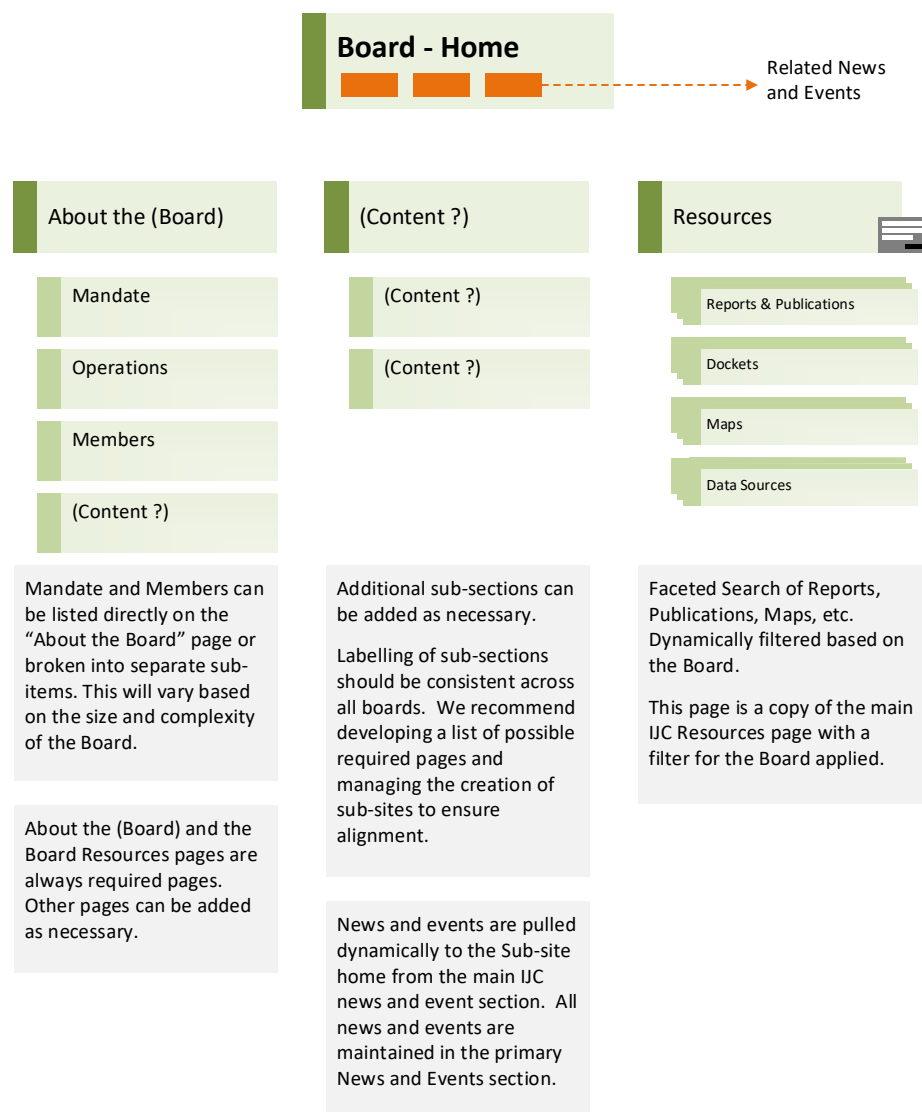 Board - Home
Related News
and Events
About the (Board)
Mandate
Operations
Members
(Content ?)
Mandate and Members can
be listed directly on the
“About the Board” page or
broken into separate sub-
items. This will vary based
on the size and complexity
of the Board.
About the (Board) and the
Board Resources pages are
always required pages.
Other pages can be added
as necessary.
(Content ?)
(Content ?)
(Content ?)
Additional sub-sections can
be added as necessary.
Labelling of sub-sections
should be consistent across
all boards.  We recommend
developing a list of possible
required pages and
managing the creation of
sub-sites to ensure
alignment.
News and events are pulled
dynamically to the Sub-site
home from the main IJC
news and event section.  All
news and events are
maintained in the primary
News and Events section.
Resources
Reports & Publications
Dockets
Maps
Data Sources
Faceted Search of Reports,
Publications, Maps, etc.
Dynamically filtered based on
the Board.
This page is a copy of the main
IJC Resources page with a
filter for the Board applied.